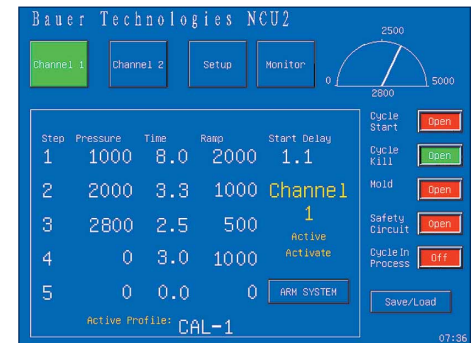 Bauer Technologies NCU2
Channel 1 Channel 2 Setup Monitor
2500
0 5000
2800
Step Pressure Time Ramp Start Delay
1 1000 8.0 2000 1.1
2 2000 3.3 1000 Channel
1
3 2800 2.5 500
Active
4 0 3.0 1000 Activate
5 0 0.0 0 ARM SYSTEM
Active Profile: CAL-1
Cycle Start Open
Cycle Kill Open
Mold Open
Safety Circuit Open
Cycle In Process Off
Save/Load
07:36